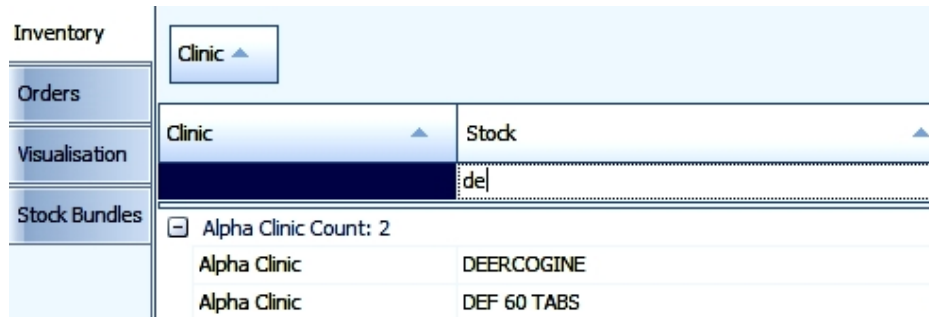 Inventory
Orders
Visualisation
Stock Bundles
Clinic
Clinic Stock
de
Alpha Clinic Count: 2
Alpha Clinic DEERCOGINE
Alpha Clinic DEF 60 TABS